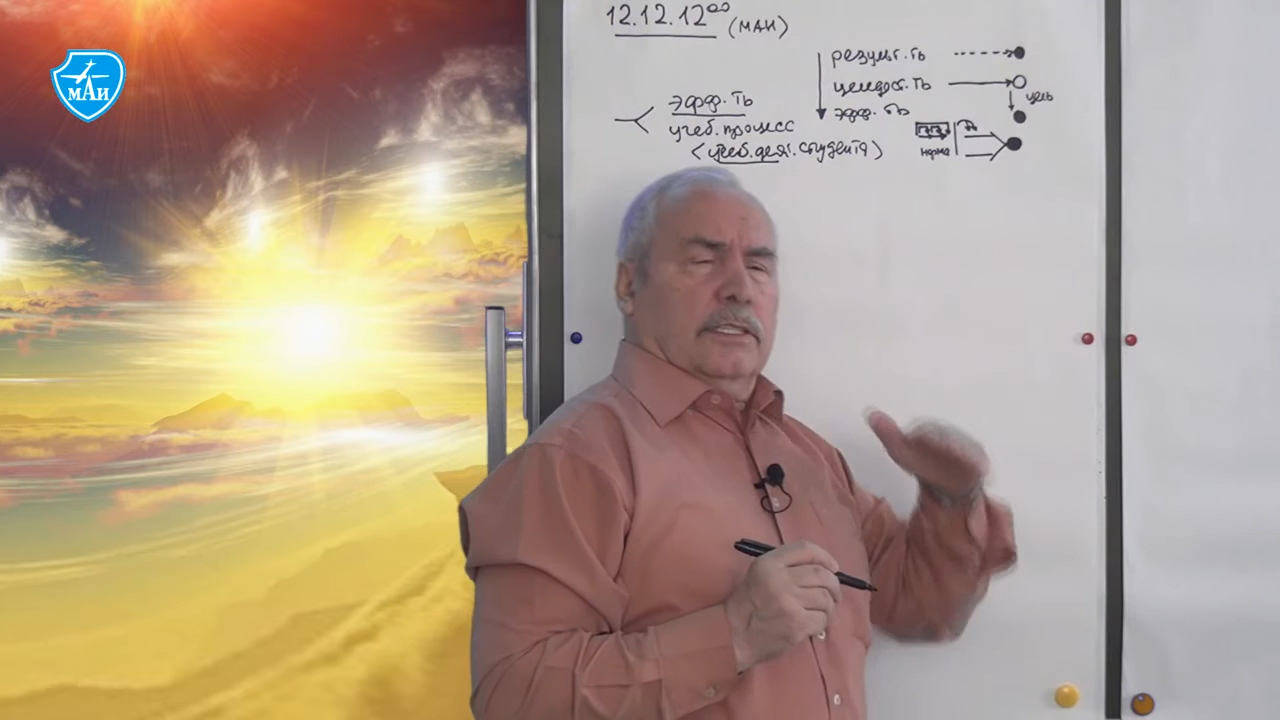 МАИ
12.12.12⁰⁰ (МАИ)
результ.ть
целедост.ть
цель
эфф.ть
эфф.ть
учеб.процесс
норма
(учеб.деят.студента)